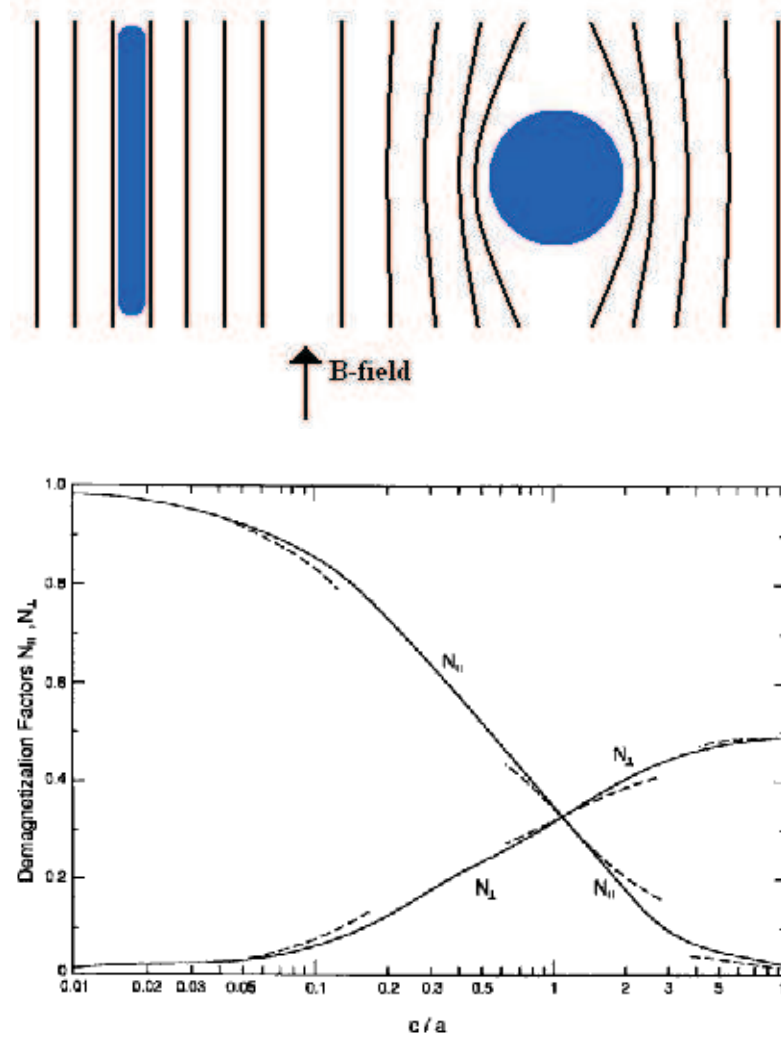 B-field
Demagnetization Factors N∥ ,N⊥
1.0
0.8
0.6
0.4
0.2
0
N∥
N⊥
N⊥
N∥
0.01 0.02 0.03 0.05 0.1 0.2 0.3 0.5 1 2 3 5
c / a